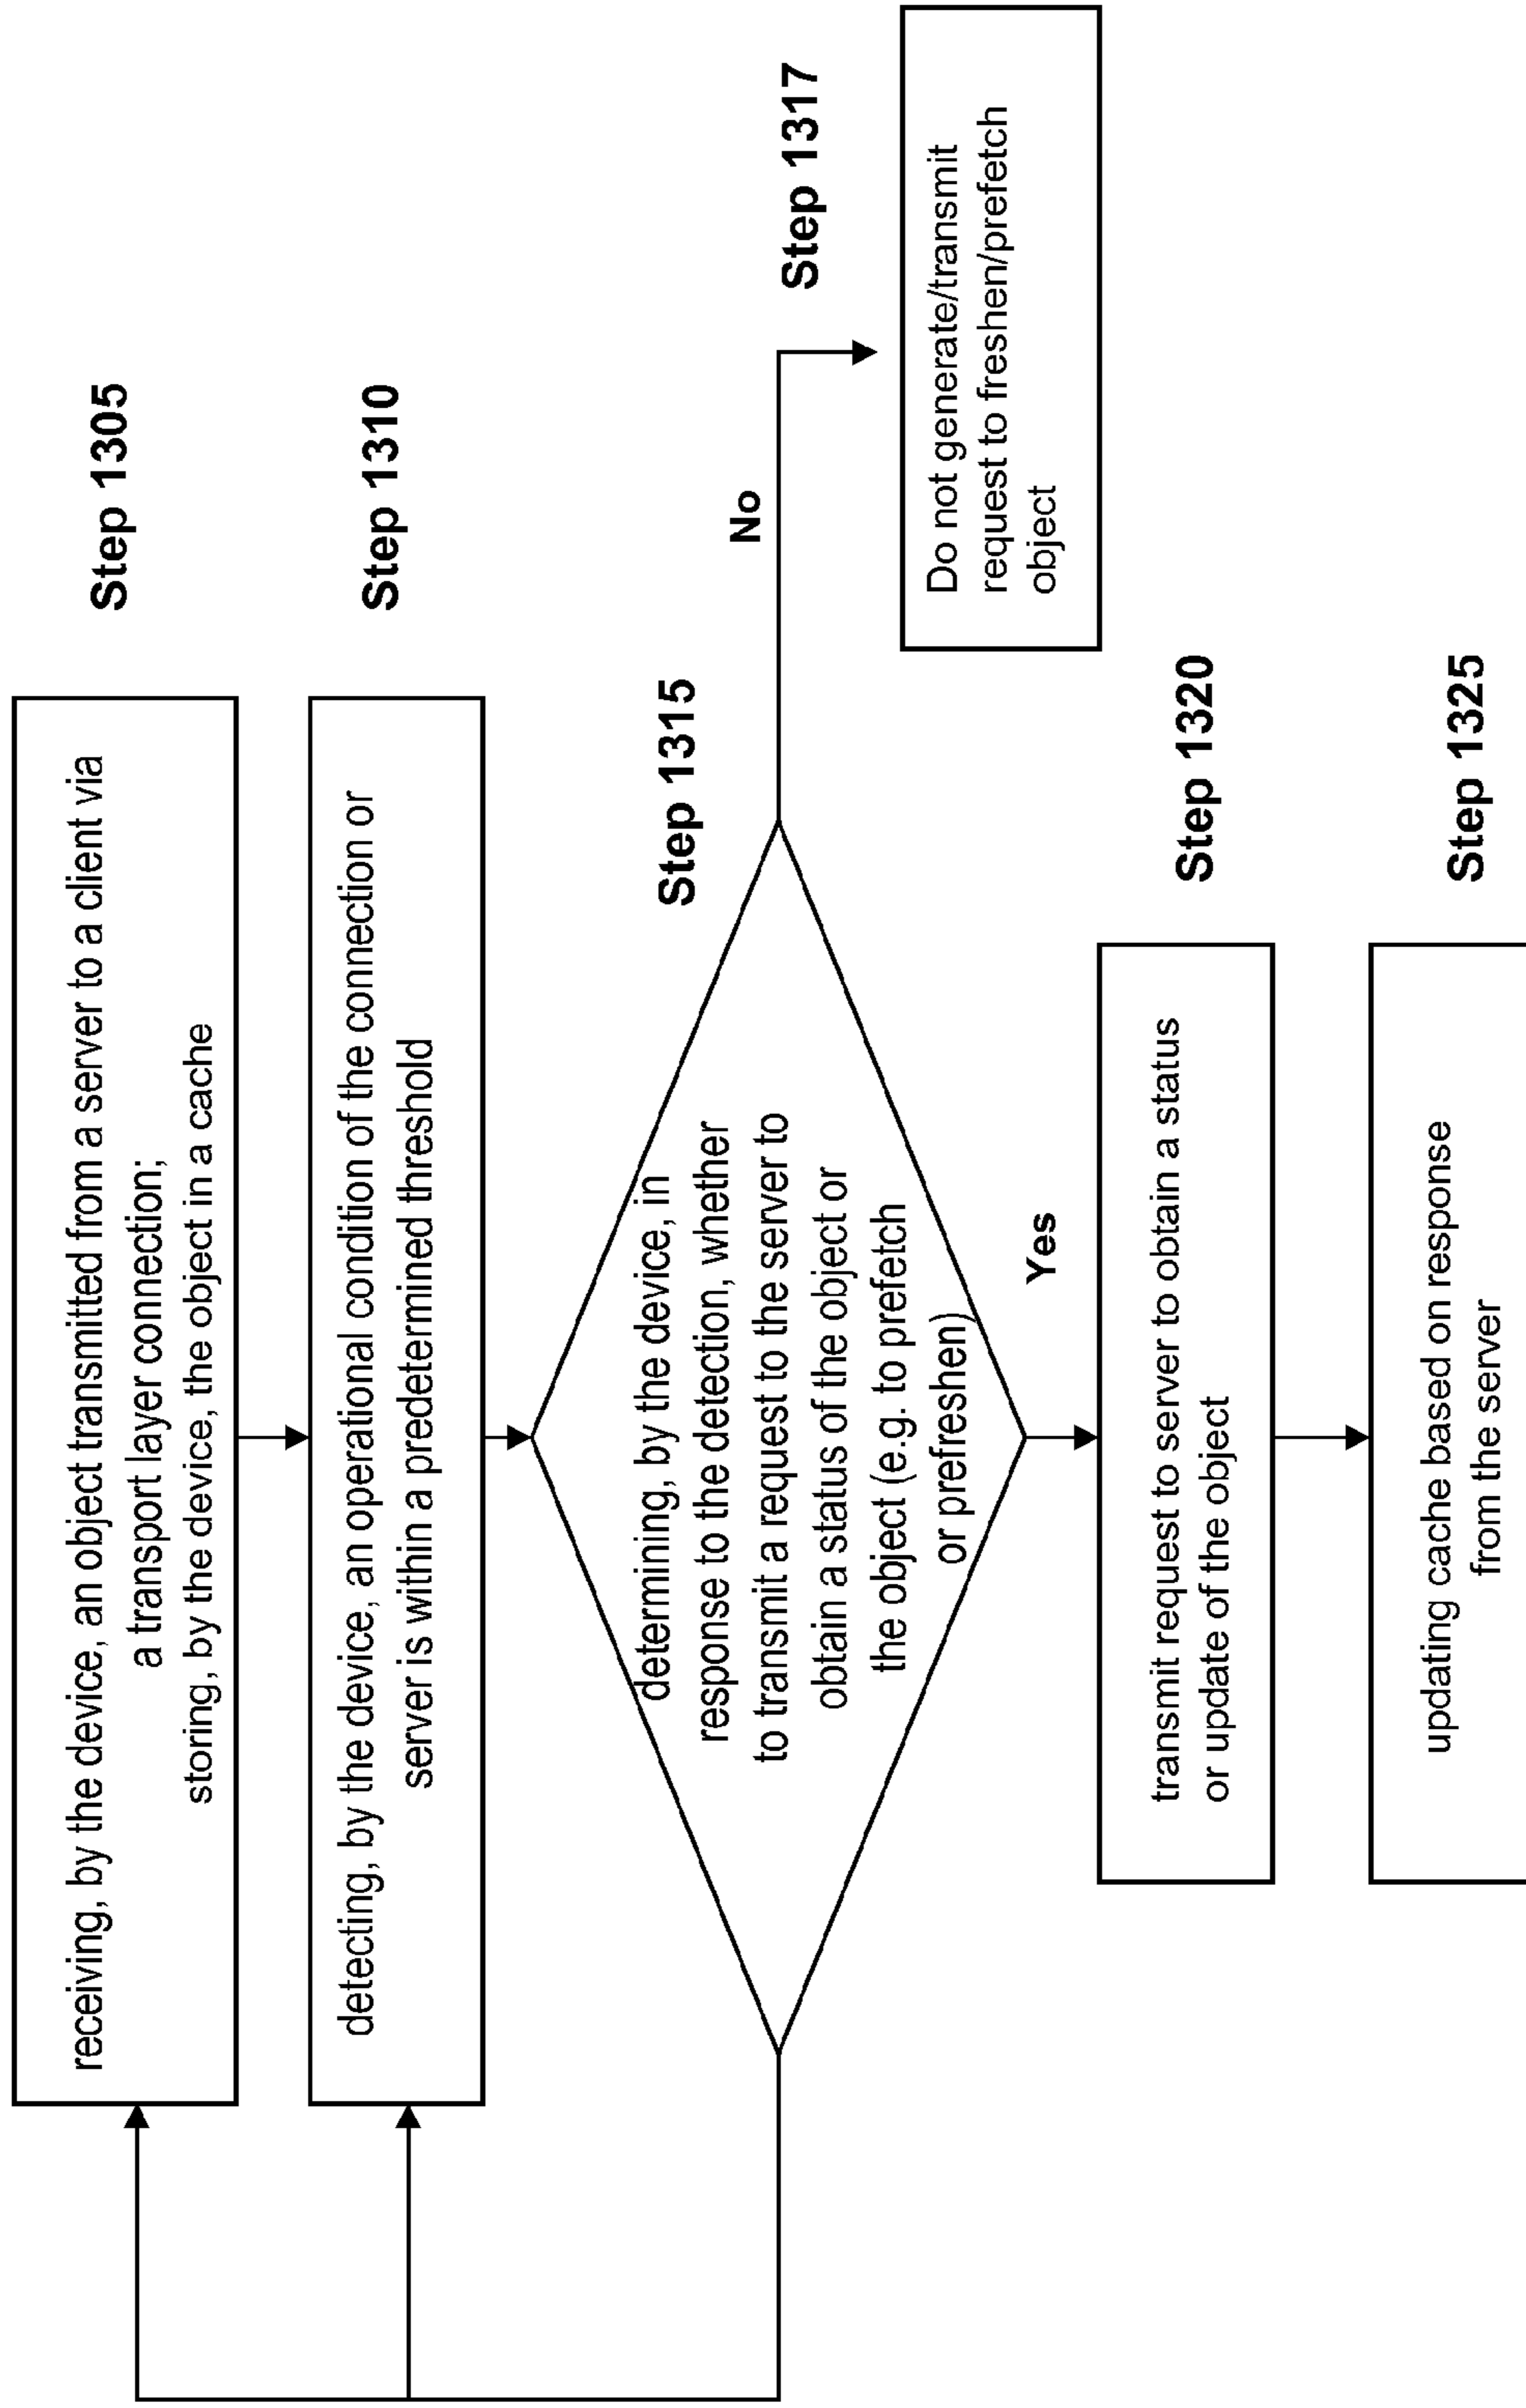 receiving, by the device, an object transmitted from a server to a client via
a transport layer connection;
storing, by the device, the object in a cache
Step 1305
detecting, by the device, an operational condition of the connection or
server is within a predetermined threshold
Step 1310
determining, by the device, in
response to the detection, whether
to transmit a request to the server to
obtain a status of the object or
the object (e.g. to prefetch
or prefreshen)
Step 1315
No
Step 1317
Do not generate/transmit
request to freshen/prefetch
object
Yes
transmit request to server to obtain a status
or update of the object
Step 1320
updating cache based on response
from the server
Step 1325